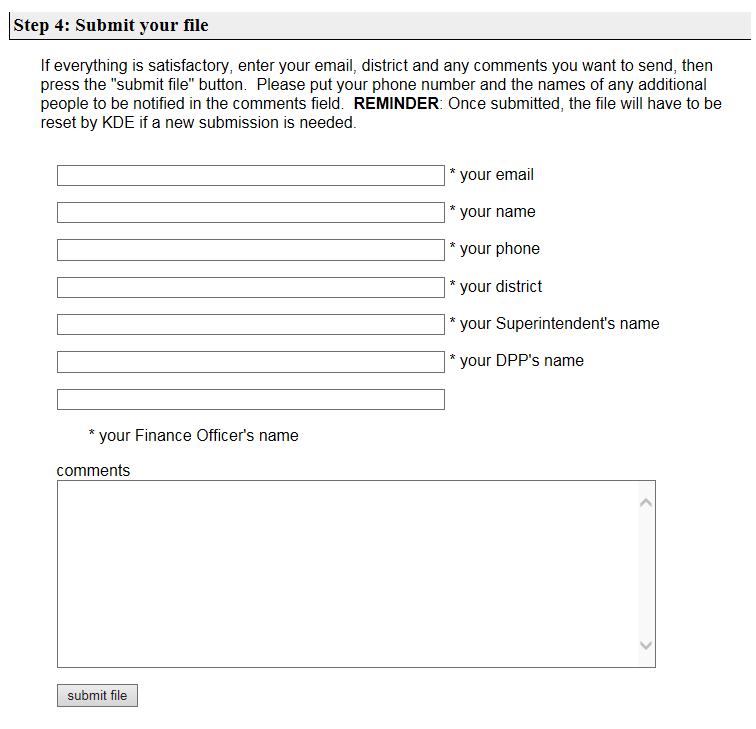 Step 4: Submit your file
If everything is satisfactory, enter your email, district and any comments you want to send, then
press the "submit file" button.  Please put your phone number and the names of any additional
people to be notified in the comments field.  REMINDER: Once submitted, the file will have to be
reset by KDE if a new submission is needed.
* your email
* your name
* your phone
* your district
* your Superintendent's name
* your DPP's name
* your Finance Officer's name
comments
submit file